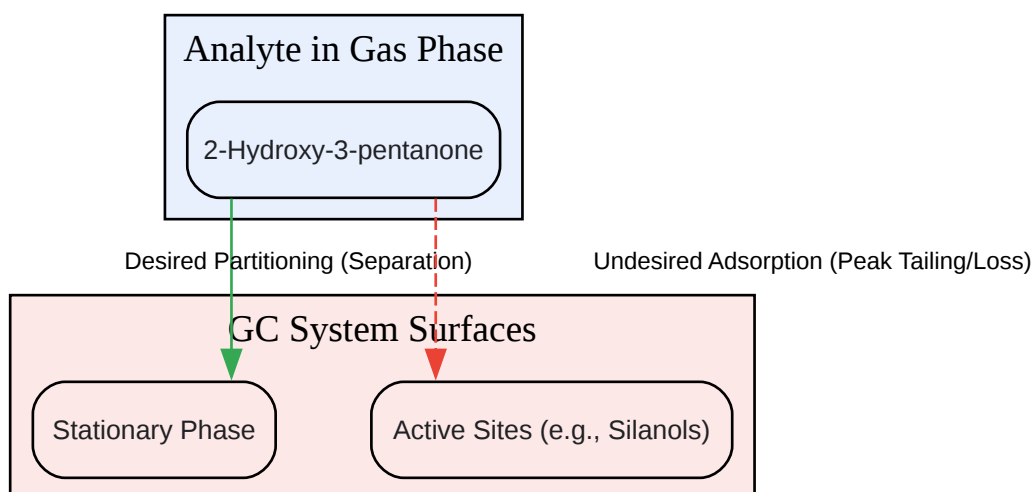 Analyte in Gas Phase
2-Hydroxy-3-pentanone
Desired Partitioning (Separation)
Undesired Adsorption (Peak Tailing/Loss)
GC System Surfaces
Stationary Phase
Active Sites (e.g., Silanols)